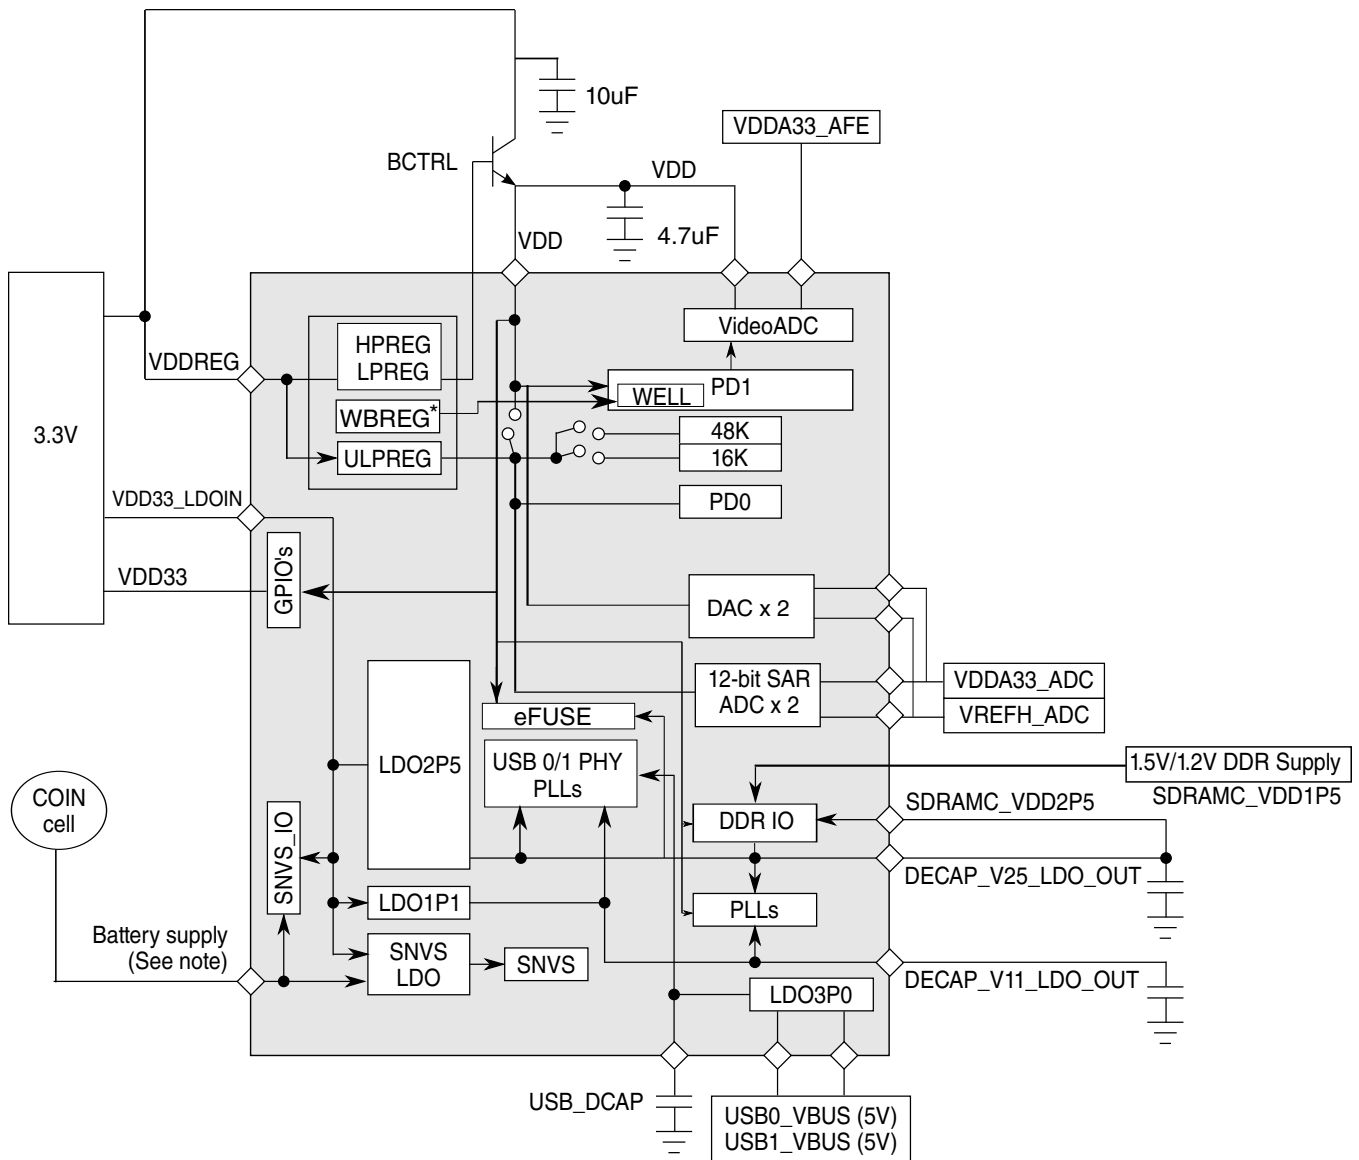 10uF
VDDA33_AFE
BCTRL
VDD
4.7uF
VDD
VideoADC
HPREG
LPREG
VDDREG
PD1
WELL
WBREG*
48K
3.3V
ULPREG
16K
VDD33_LDOIN
PD0
GPIO's
VDD33
DAC x 2
12-bit SAR
ADC x 2
VDDA33_ADC
VREFH_ADC
eFUSE
LDO2P5
USB 0/1 PHY
PLLs
1.5V/1.2V DDR Supply
SDRAMC_VDD1P5
COIN
cell
SDRAMC_VDD2P5
DDR IO
SNVS_IO
DECAP_V25_LDO_OUT
LDO1P1
PLLs
Battery supply
(See note)
SNVS
LDO
SNVS
DECAP_V11_LDO_OUT
LDO3P0
USB_DCAP
USB0_VBUS (5V)
USB1_VBUS (5V)